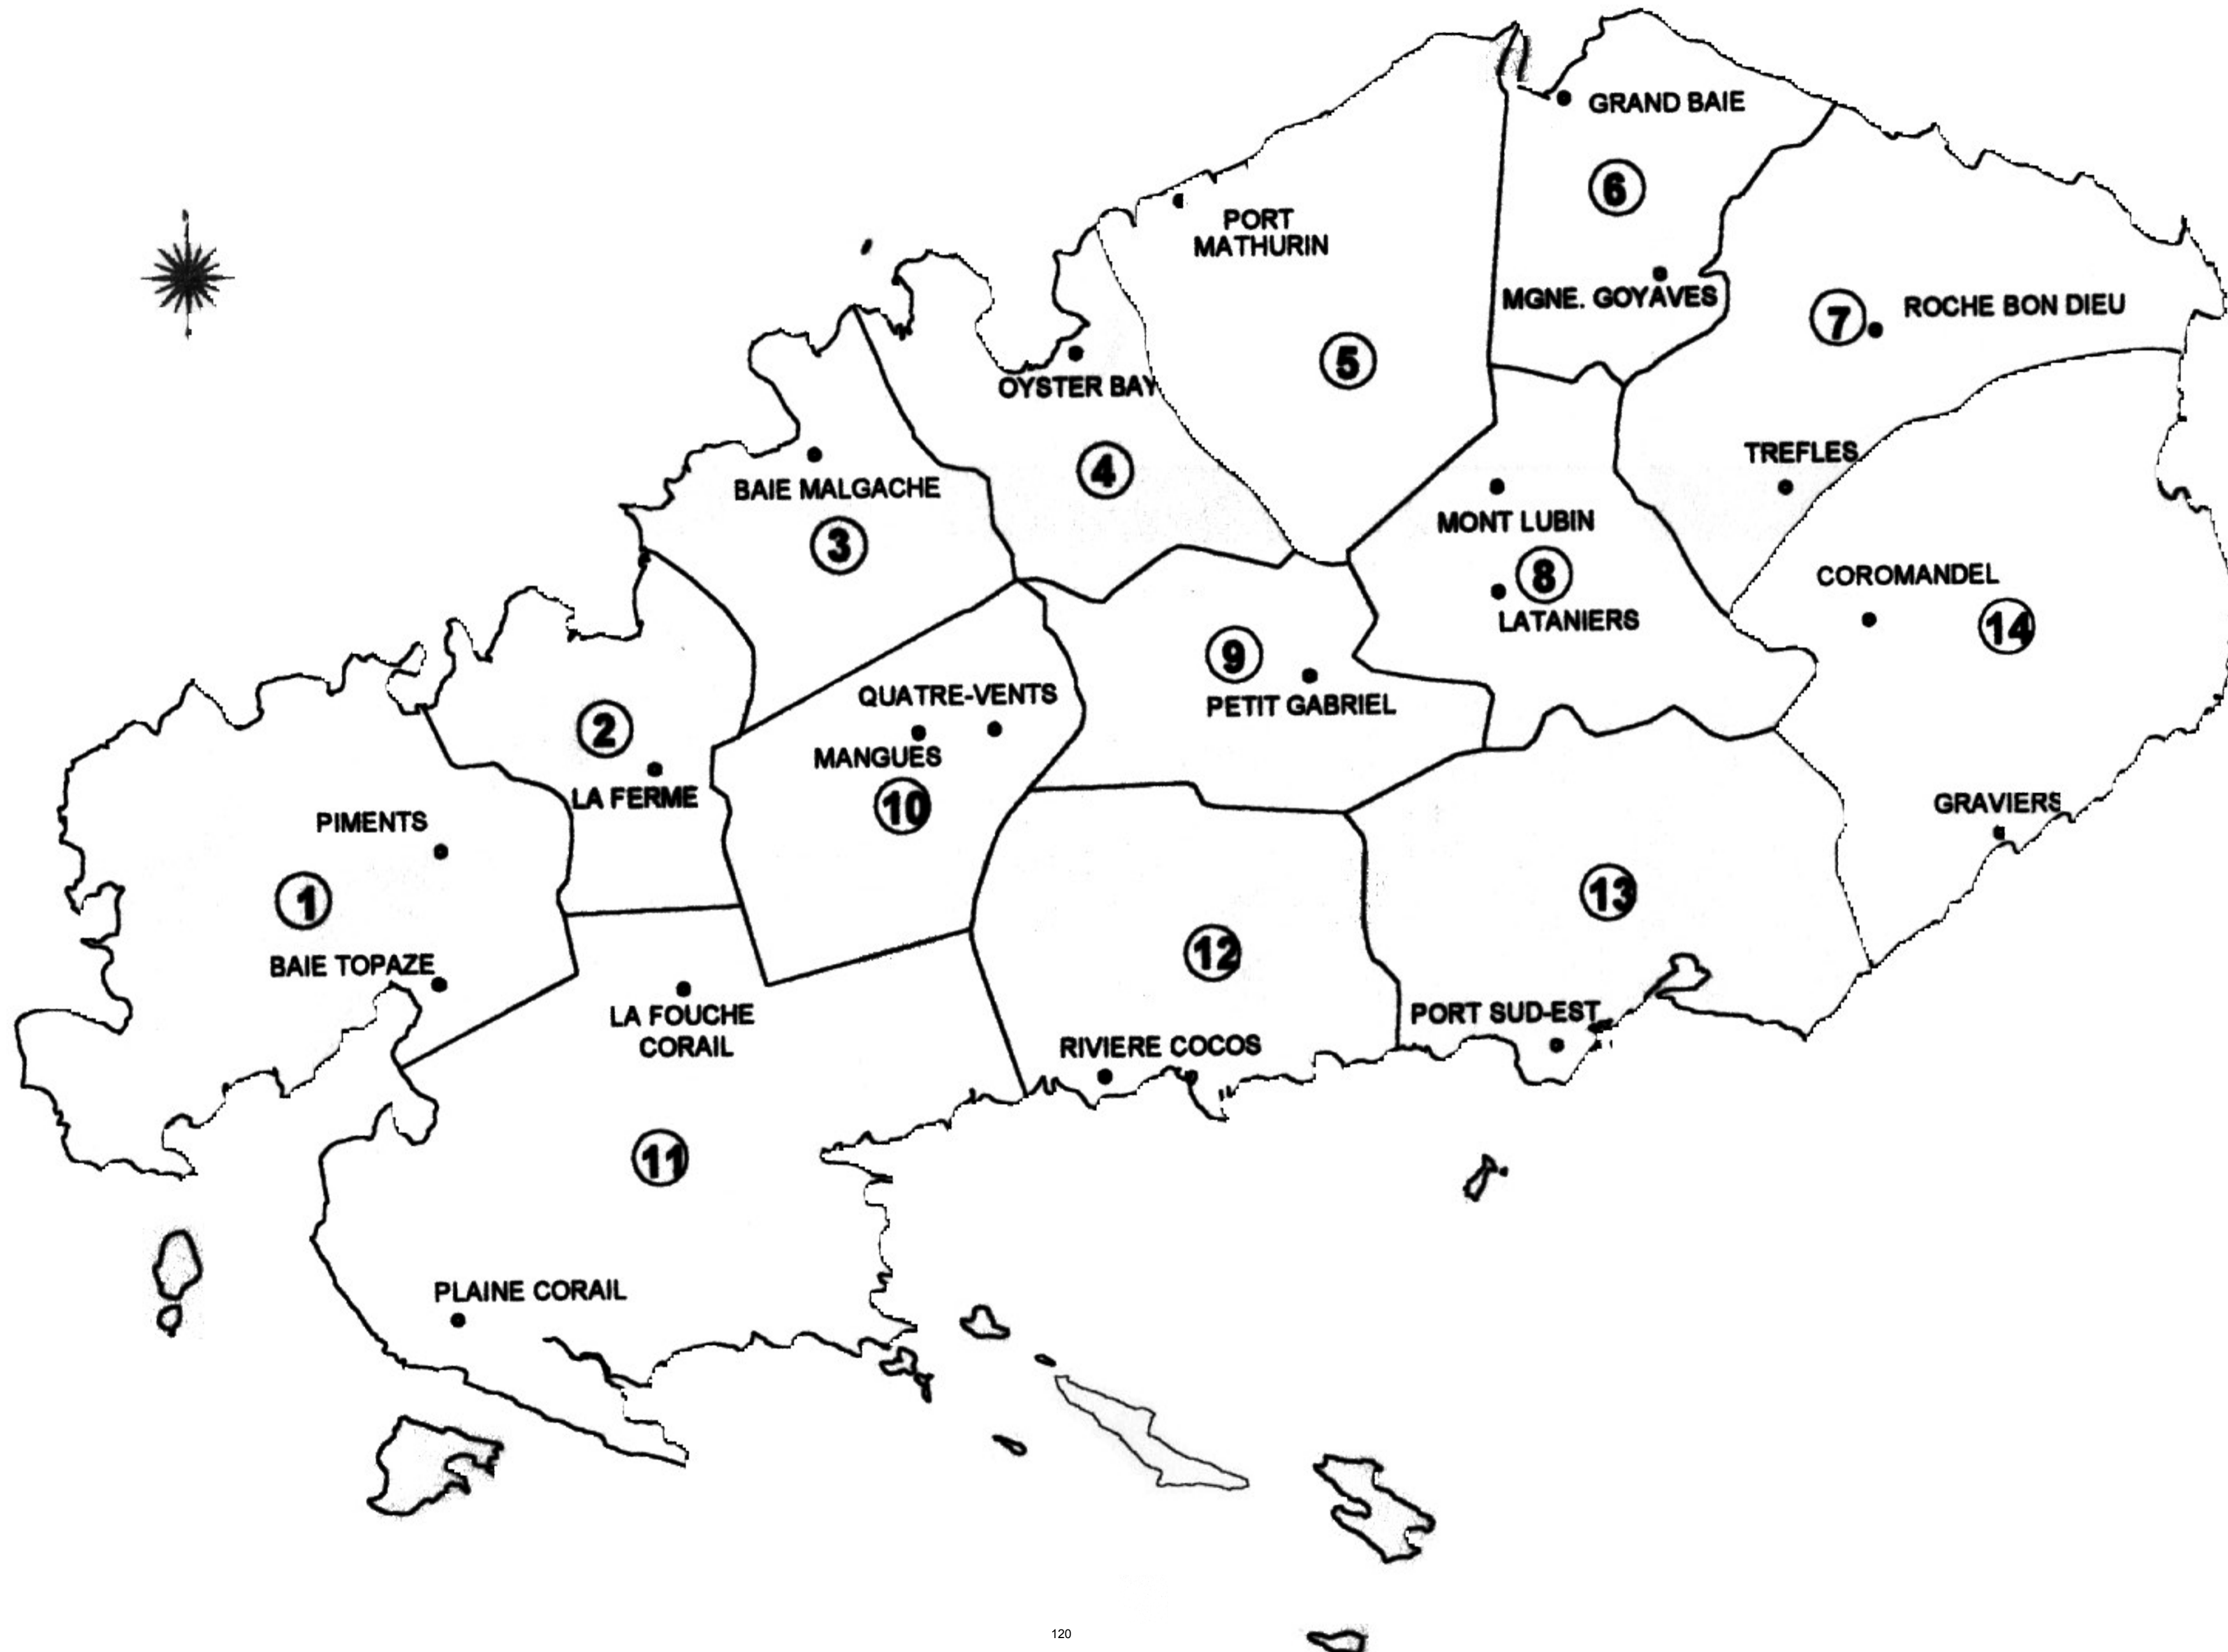 GRAND BAIE
6
PORT
MATHURIN
MGNE. GOYAVES
7
ROCHE BON DIEU
5
OYSTER BAY
4
TREFLES
BAIE MALGACHE
3
MONT LUBIN
8
COROMANDEL
LATANIERS
14
9
QUATRE-VENTS
PETIT GABRIEL
2
MANGUES
LA FERME
10
GRAVIERS
PIMENTS
1
13
12
BAIE TOPAZE
LA FOUCHE
CORAIL
PORT SUD-EST
RIVIERE COCOS
11
PLAINE CORAIL
120